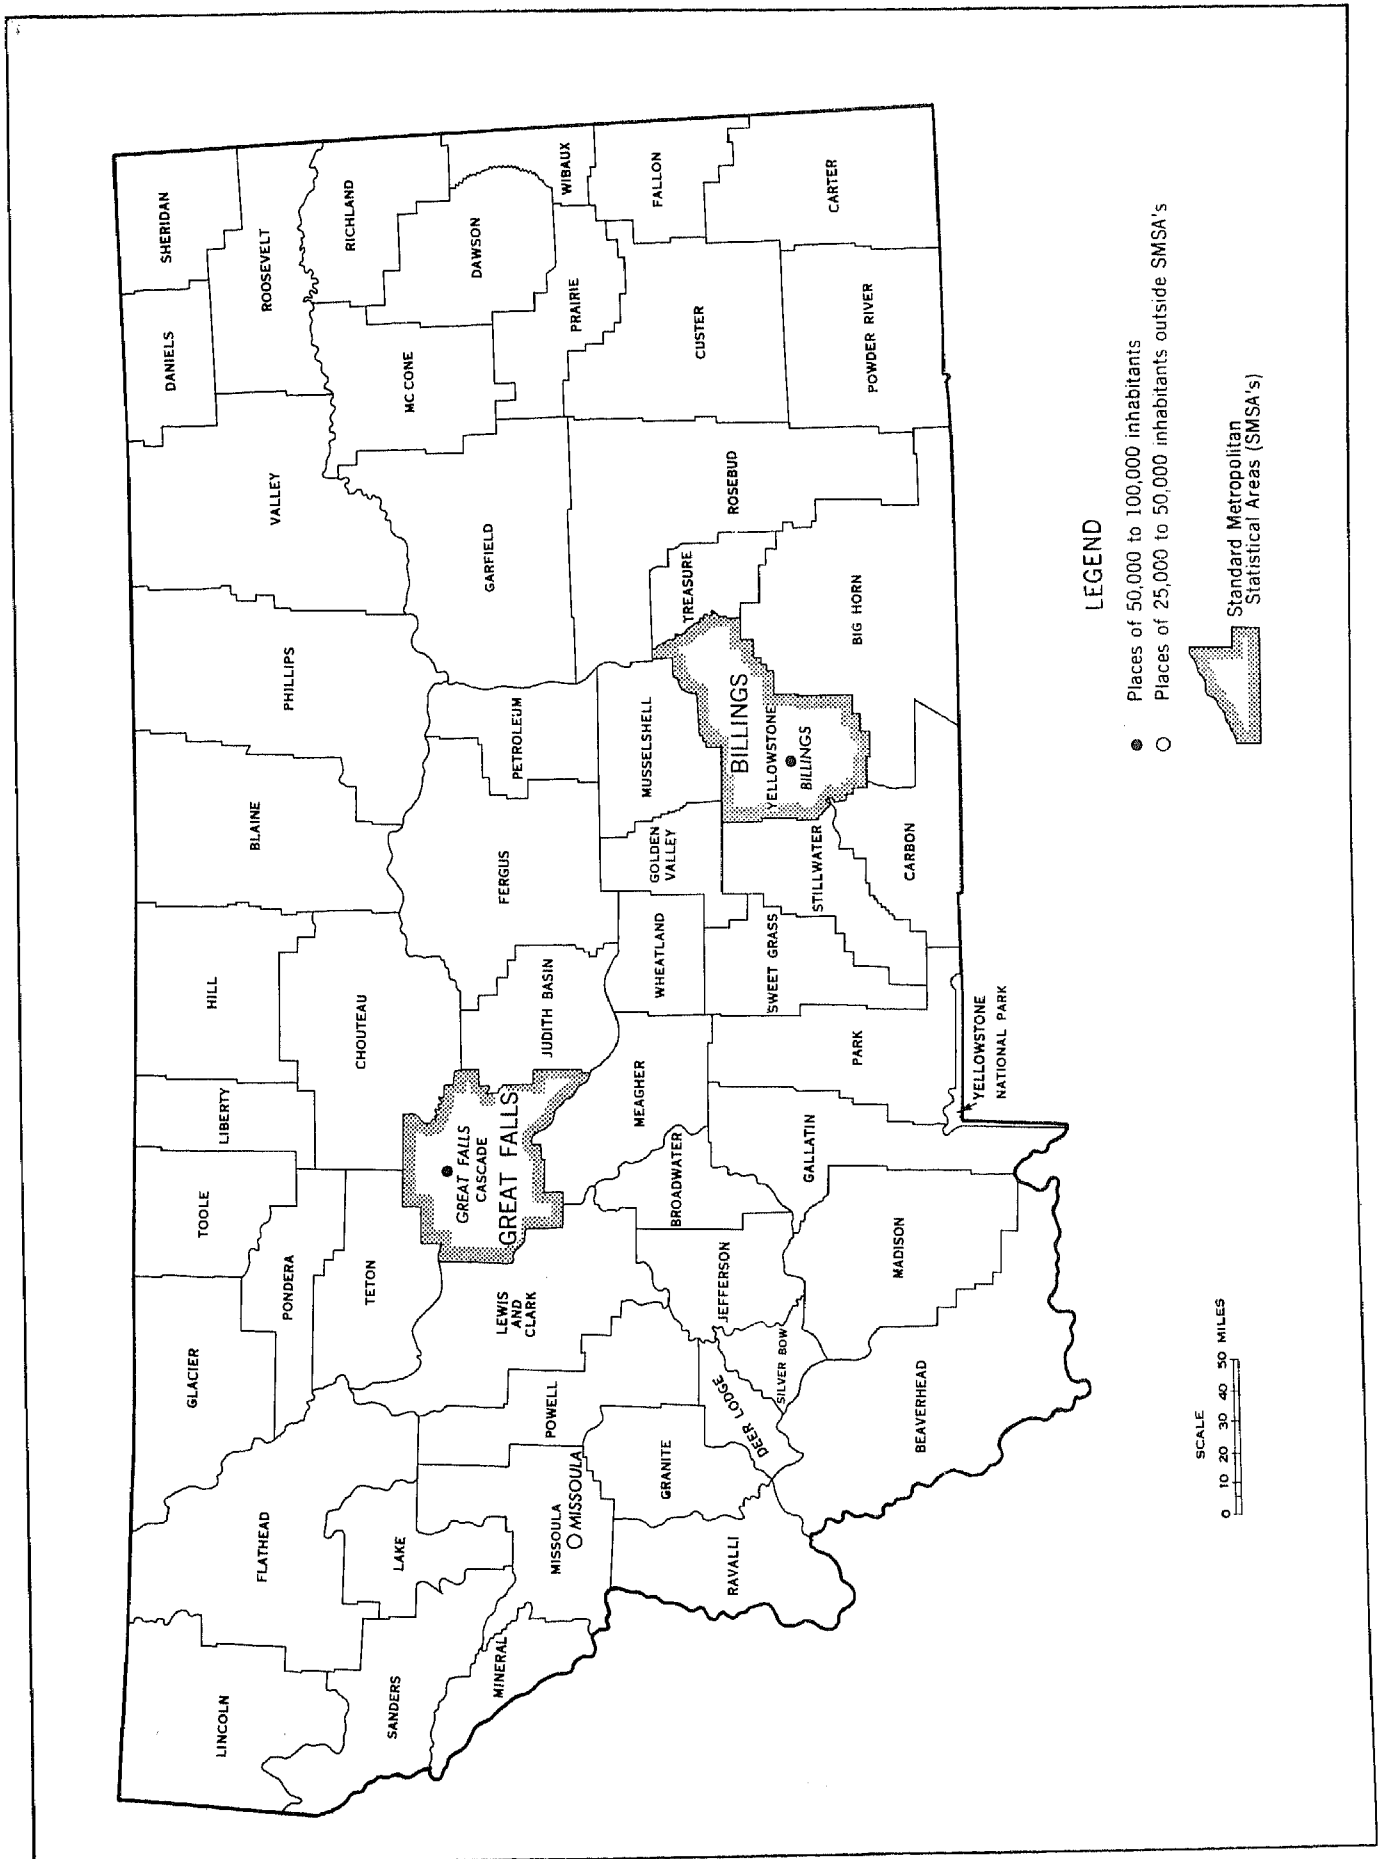 LINCOLN
FLATHEAD
GLACIER
TOOLE
LIBERTY
HILL
BLAINE
PHILLIPS
VALLEY
DANIELS
SHERIDAN
ROOSEVELT
SANDERS
LAKE
PONDERA
TETON
CHOUTEAU
RICHLAND
MC CONE
GARFIELD
DAWSON
MINERAL
MISSOULA
MISSOULA
POWELL
LEWIS
AND
CLARK
GREAT FALLS
CASCADE
GREAT FALLS
JUDITH BASIN
FERGUS
PETROLEUM
PRAIRIE
WIBAUX
RAVALLI
GRANITE
DEER LODGE
SILVER BOW
JEFFERSON
BROADWATER
MEAGHER
WHEATLAND
GOLDEN
VALLEY
MUSSELSHELL
TREASURE
ROSEBUD
CUSTER
FALLON
BEAVERHEAD
MADISON
GALLATIN
PARK
SWEET GRASS
STILLWATER
CARBON
BILLINGS
YELLOWSTONE
BILLINGS
BIG HORN
POWDER RIVER
CARTER
YELLOWSTONE
NATIONAL PARK
LEGEND
Places of 50,000 to 100,000 inhabitants
Places of 25,000 to 50,000 inhabitants outside SMSA's
Standard Metropolitan
Statistical Areas (SMSA's)
SCALE
0 10 20 30 40 50 MILES